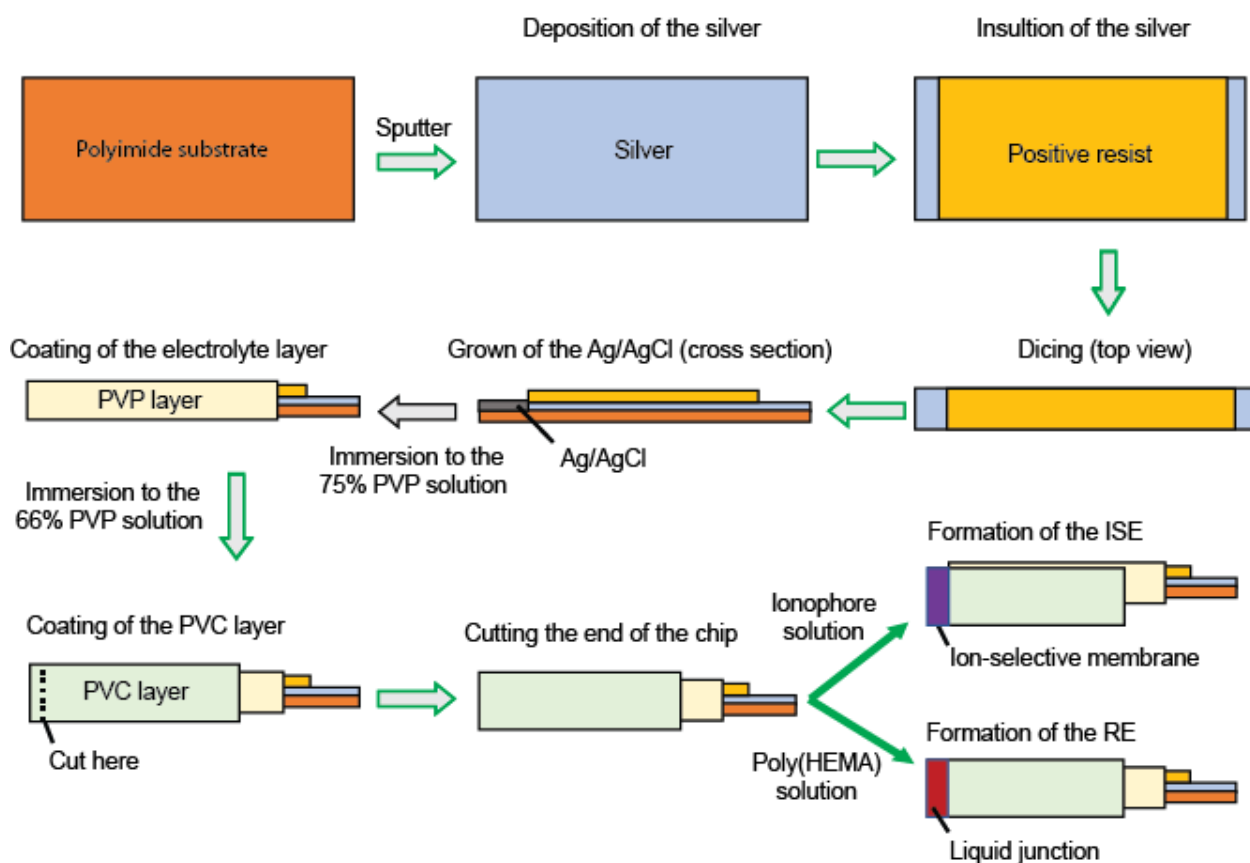 Deposition of the silver
Insultion of the silver
Polyimide substrate
Sputter
Silver
Positive resist
Coating of the electrolyte layer
Grown of the Ag/AgCl (cross section)
Dicing (top view)
PVP layer
Ag/AgCl
Immersion to the
75% PVP solution
Immersion to the
66% PVP solution
Coating of the PVC layer
PVC layer
Cut here
Cutting the end of the chip
Ionophore
solution
Formation of the ISE
Ion-selective membrane
Poly(HEMA)
solution
Formation of the RE
Liquid junction